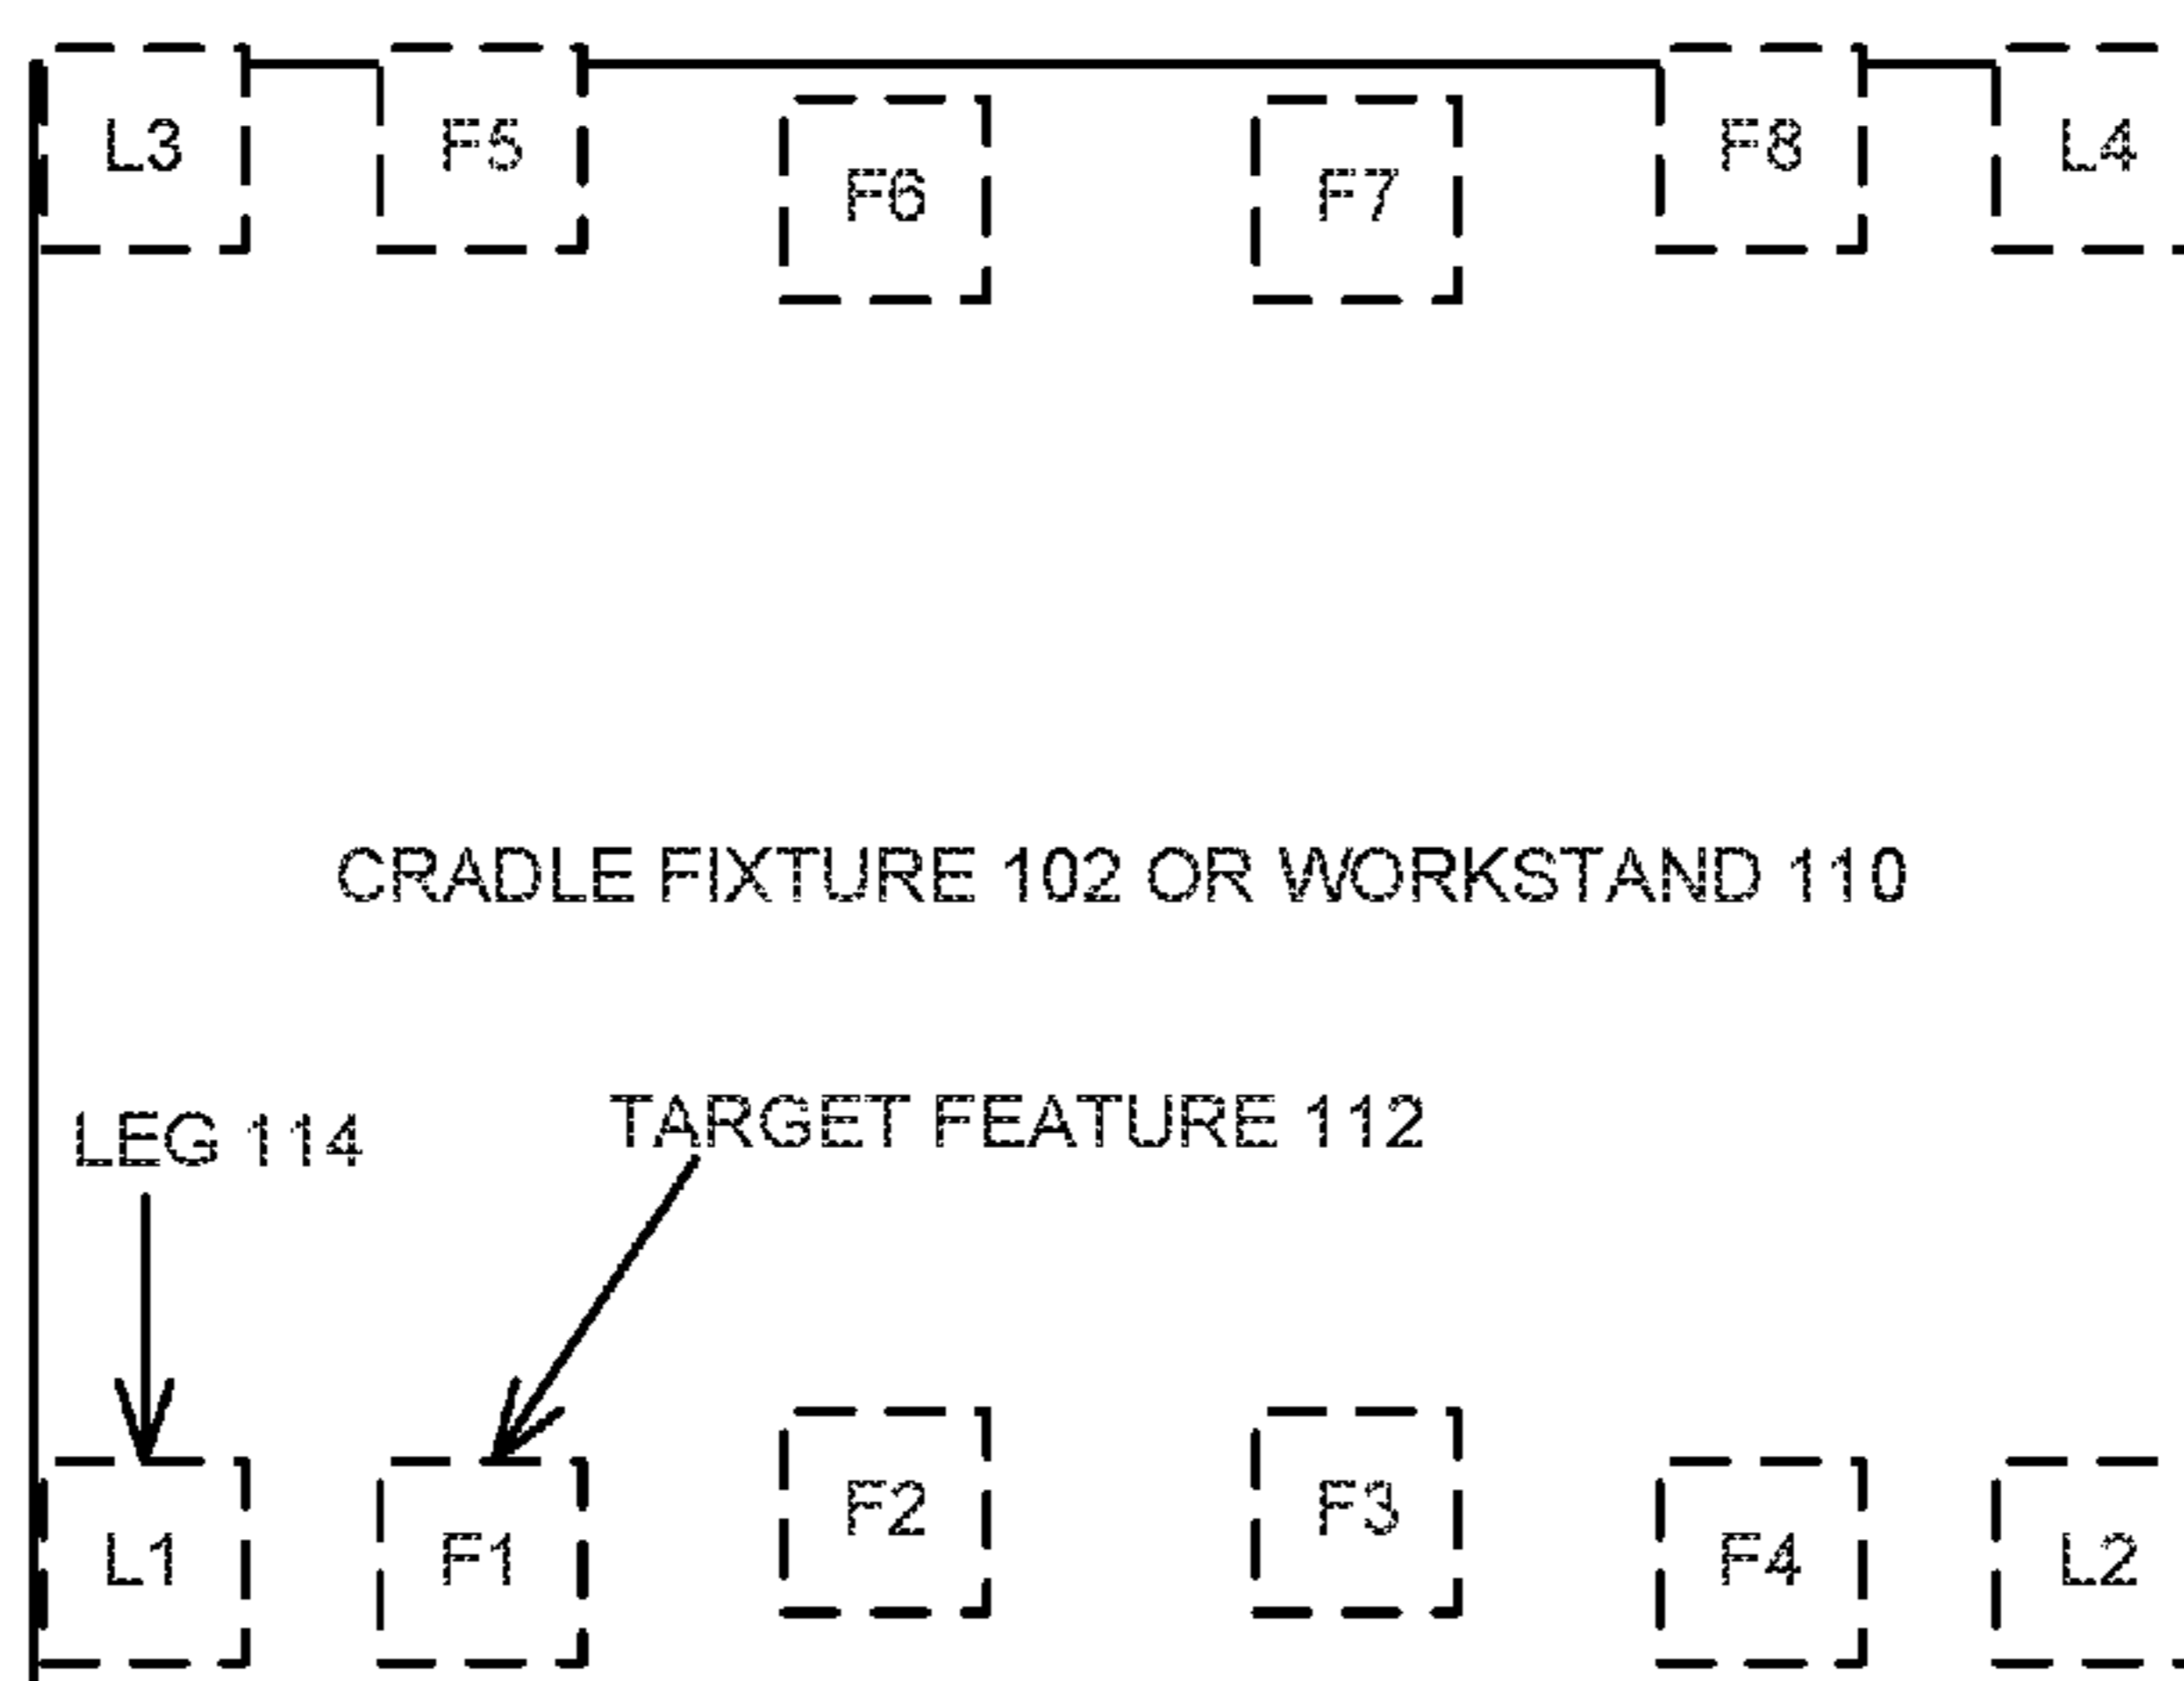 L3 F5 F8 L4
F6 F7
CRADLE FIXTURE 102 OR WORKSTAND 110
LEG 114 TARGET FEATURE 112
F2 F3
L1 F1 F4 L2